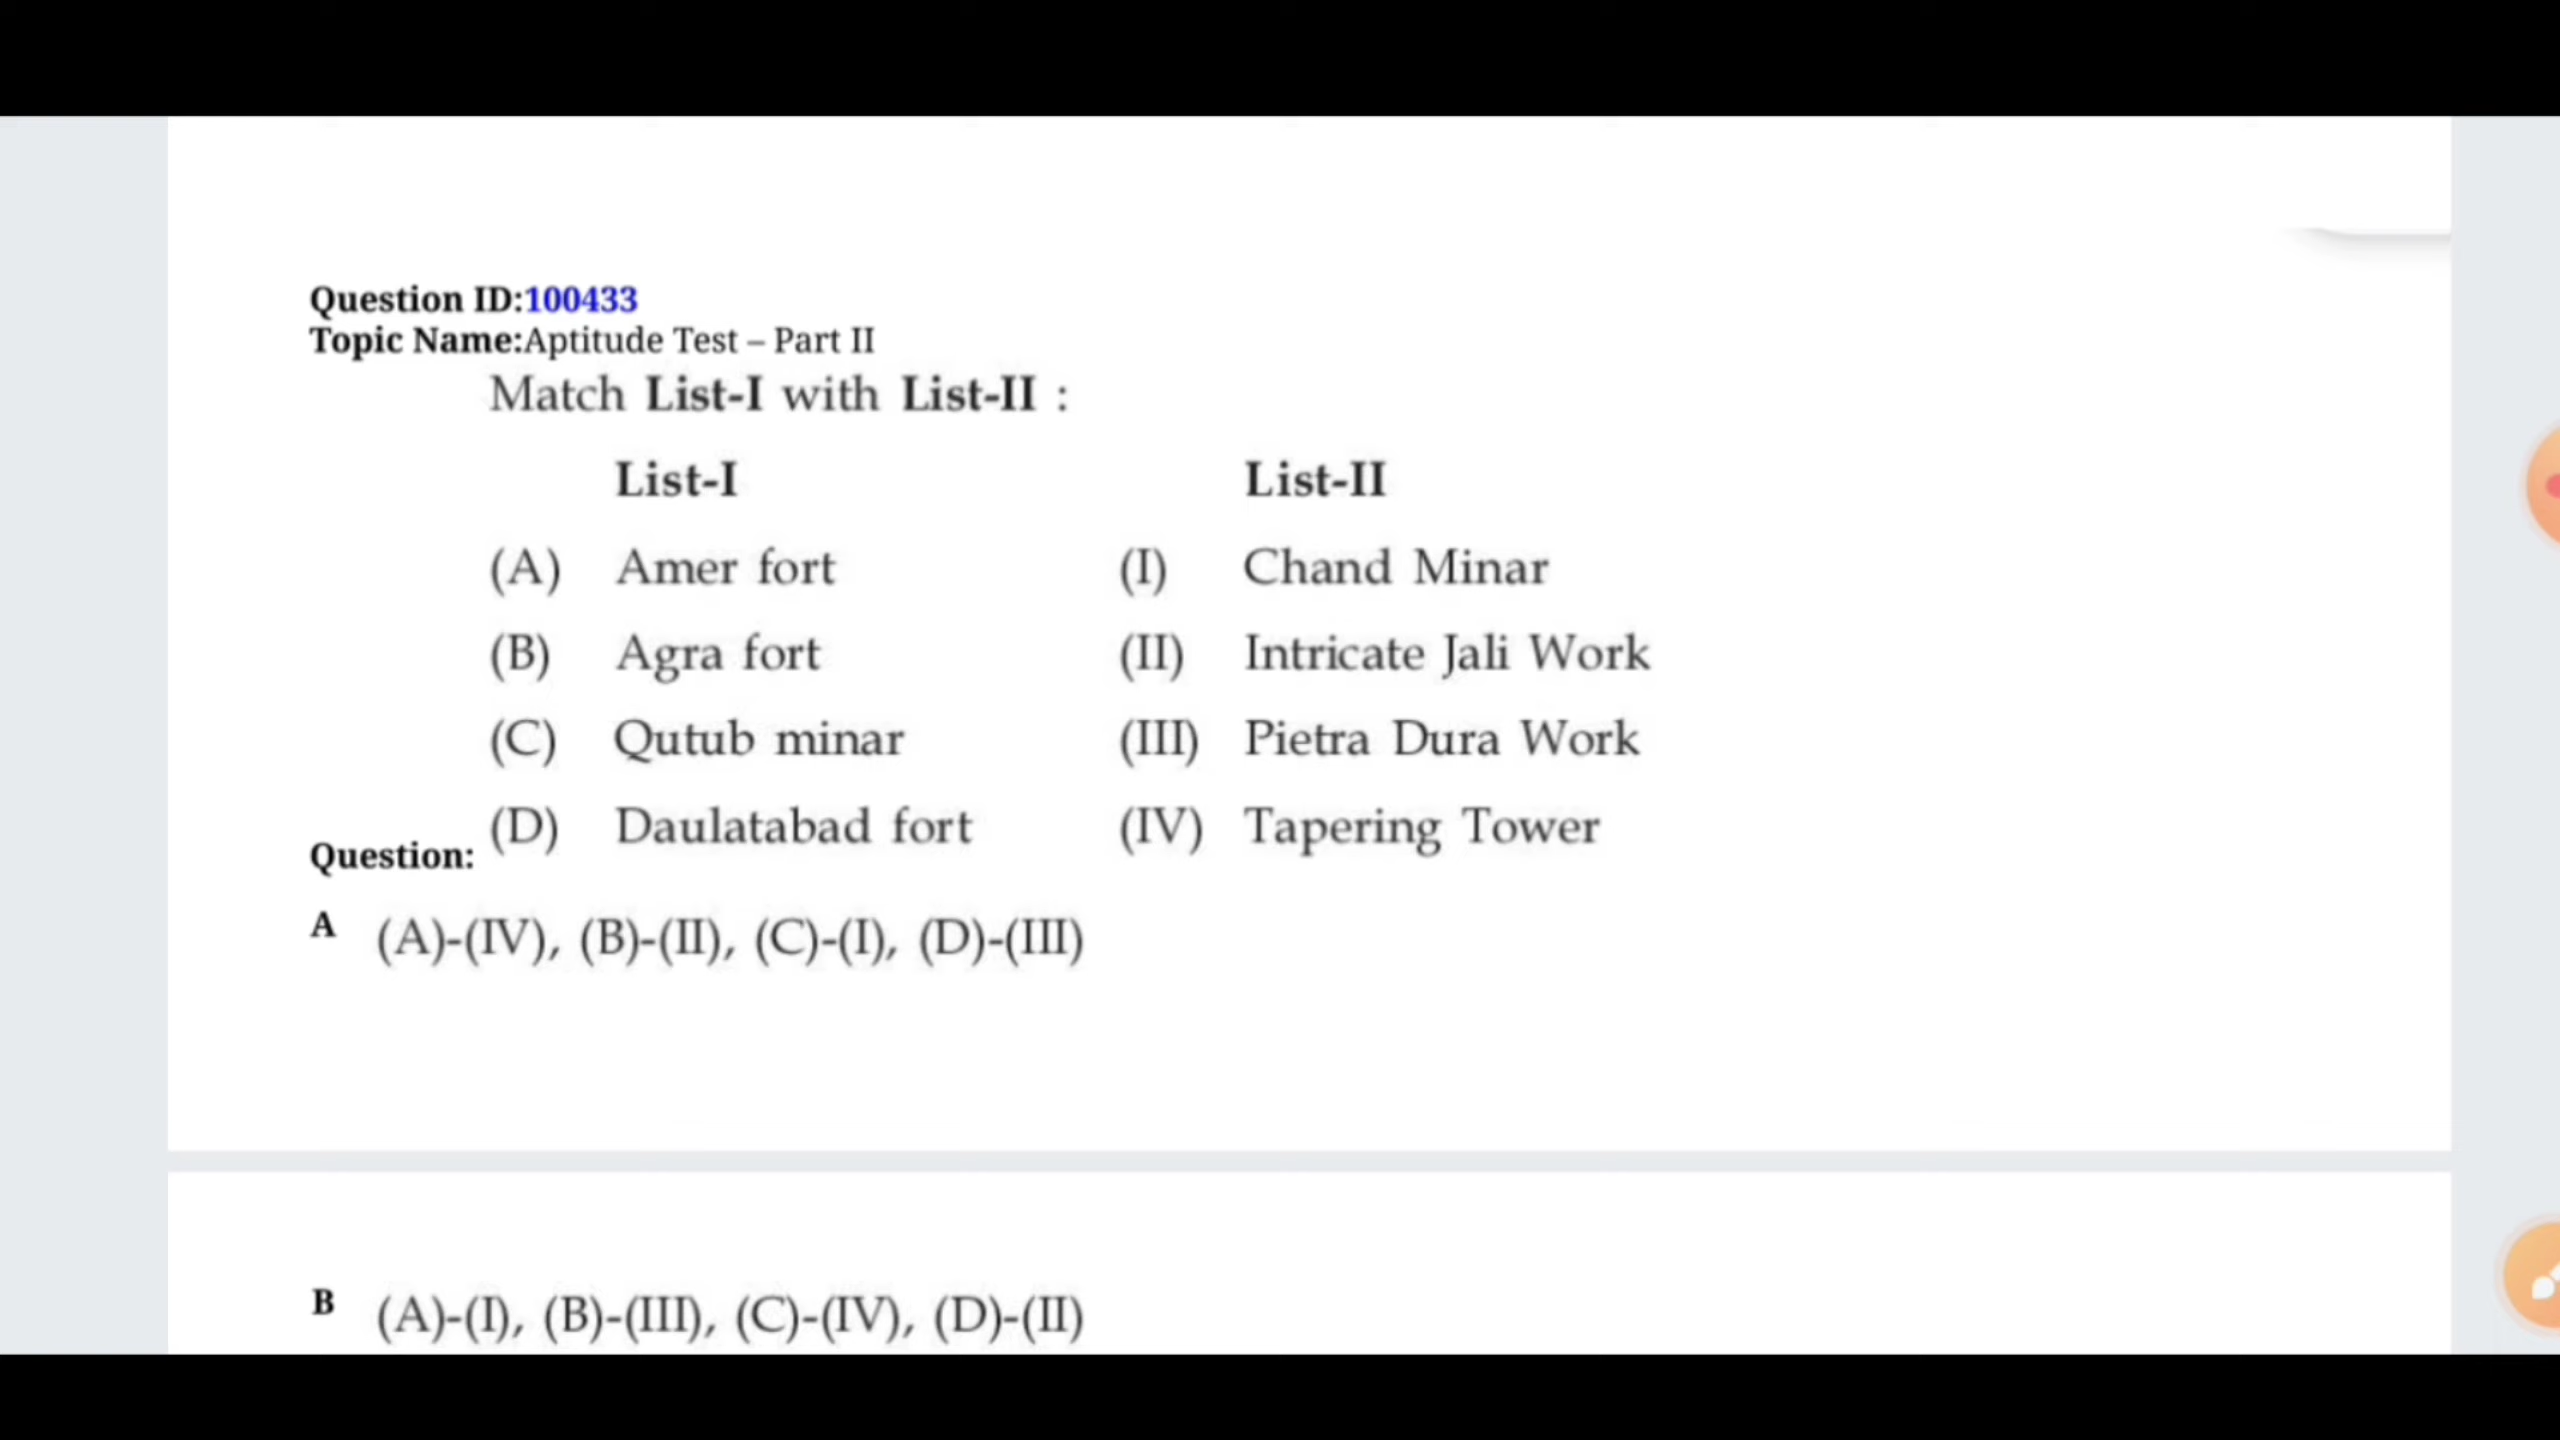 Question ID:100433
Topic Name:Aptitude Test – Part II
Match List-I with List-II :
List-I List-II
(A) Amer fort (I) Chand Minar
(B) Agra fort (II) Intricate Jali Work
(C) Qutub minar (III) Pietra Dura Work
(D) Daulatabad fort (IV) Tapering Tower
Question:
A (A)-(IV), (B)-(II), (C)-(I), (D)-(III)
B (A)-(I), (B)-(III), (C)-(IV), (D)-(II)